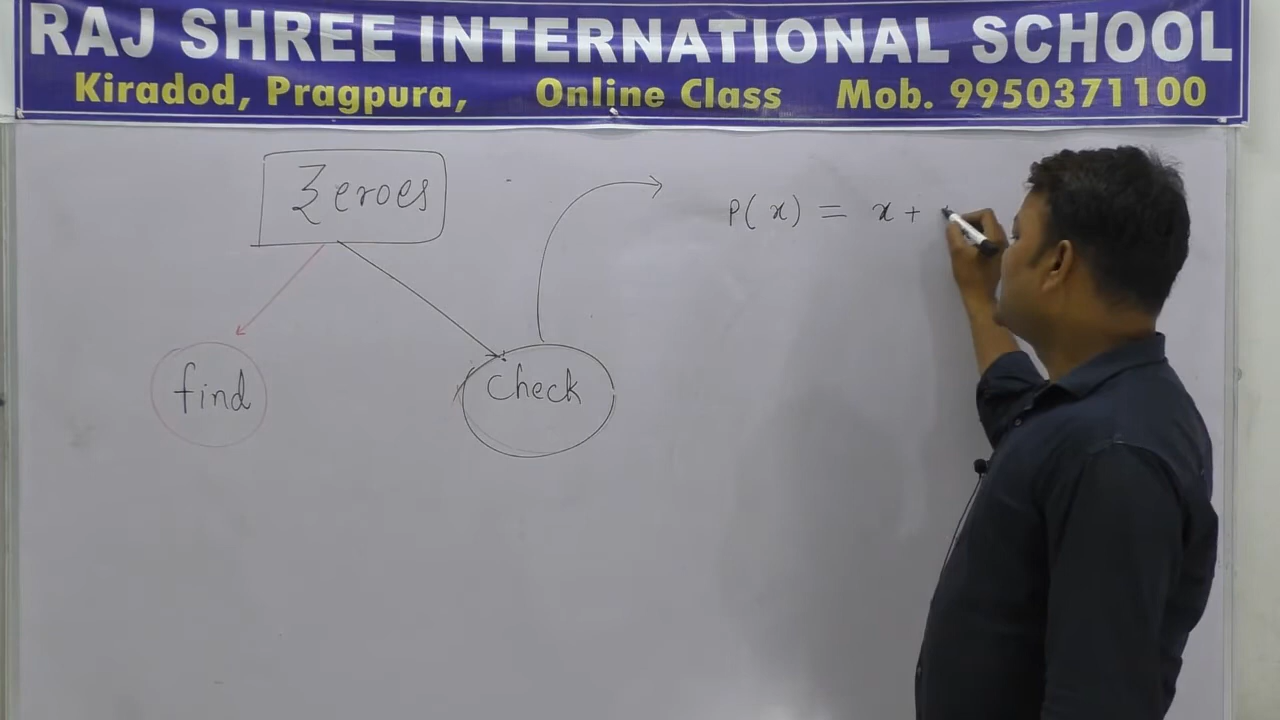 RAJ SHREE INTERNATIONAL SCHOOL
Kiradod, Pragpura, Online Class Mob. 9950371100
Zeroes
P(x) = x +
find
check